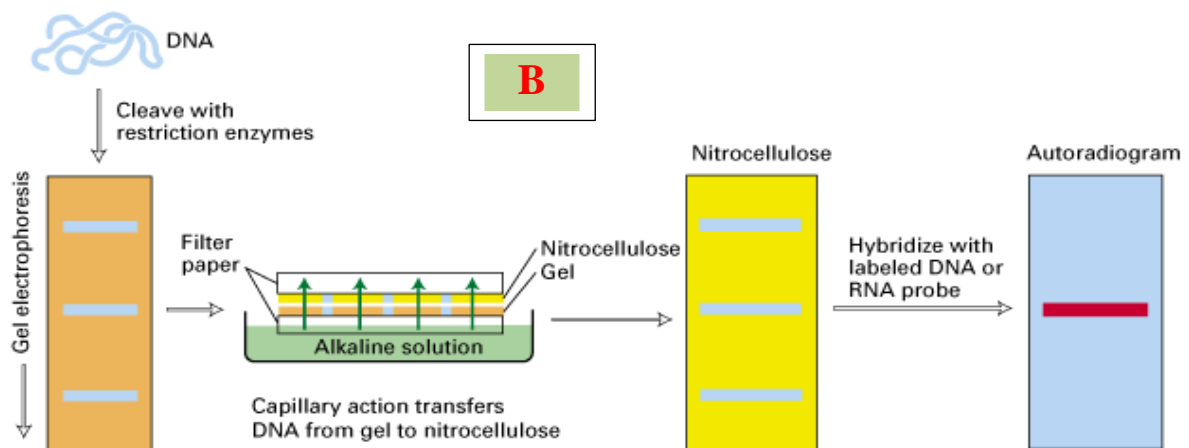 DNA
B
Cleave with
restriction enzymes
Gel electrophoresis
Filter
paper
Nitrocellulose
Gel
Alkaline solution
Capillary action transfers
DNA from gel to nitrocellulose
Nitrocellulose
Hybridize with
labeled DNA or
RNA probe
Autoradiogram